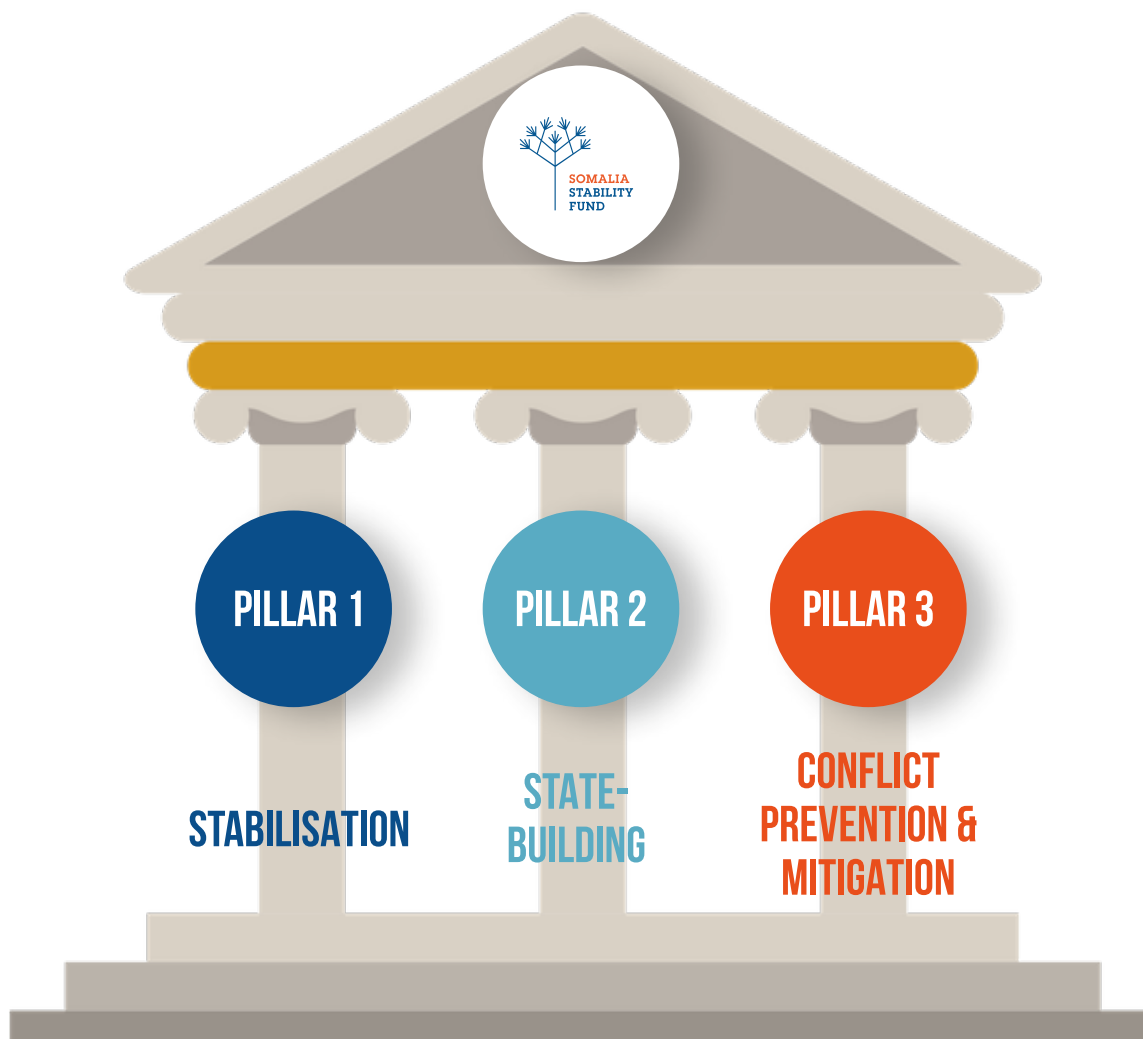 SOMALIA
STABILITY
FUND
PILLAR 1
PILLAR 2
PILLAR 3
STABILISATION
STATE-
BUILDING
CONFLICT
PREVENTION &
MITIGATION